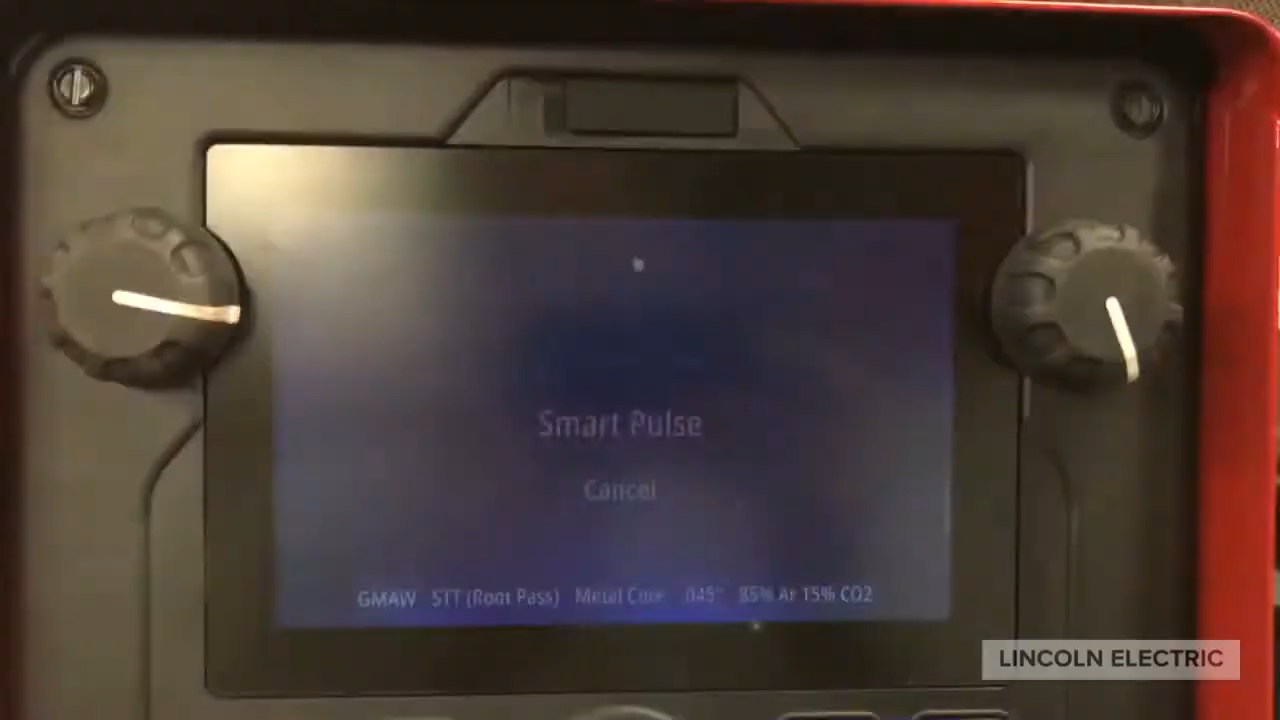 Smart Pulse
Cancel
GMAW STT (Root Pass) Metal Core .045" 85% Ar 15% CO2
LINCOLN ELECTRIC